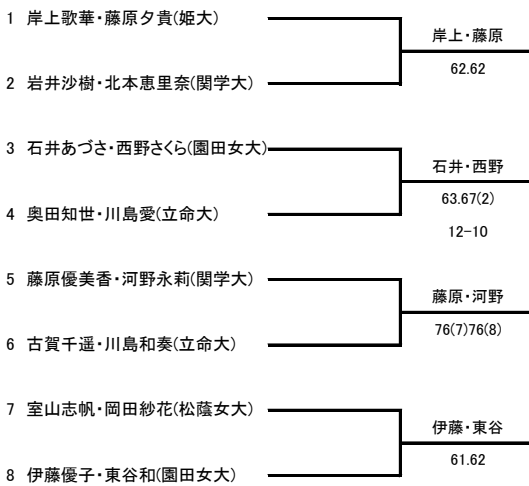 1 岸上歌華・藤原夕貴(姫大)
岸上・藤原
62.62
2 岩井沙樹・北本恵里奈(関学大)
3 石井あづさ・西野さくら(園田女大)
石井・西野
63.67(2)
4 奥田知世・川島愛(立命大)
12-10
5 藤原優美香・河野永莉(関学大)
藤原・河野
76(7)76(8)
6 古賀千遥・川島和奏(立命大)
7 室山志帆・岡田紗花(松蔭女大)
伊藤・東谷
61.62
8 伊藤優子・東谷和(園田女大)